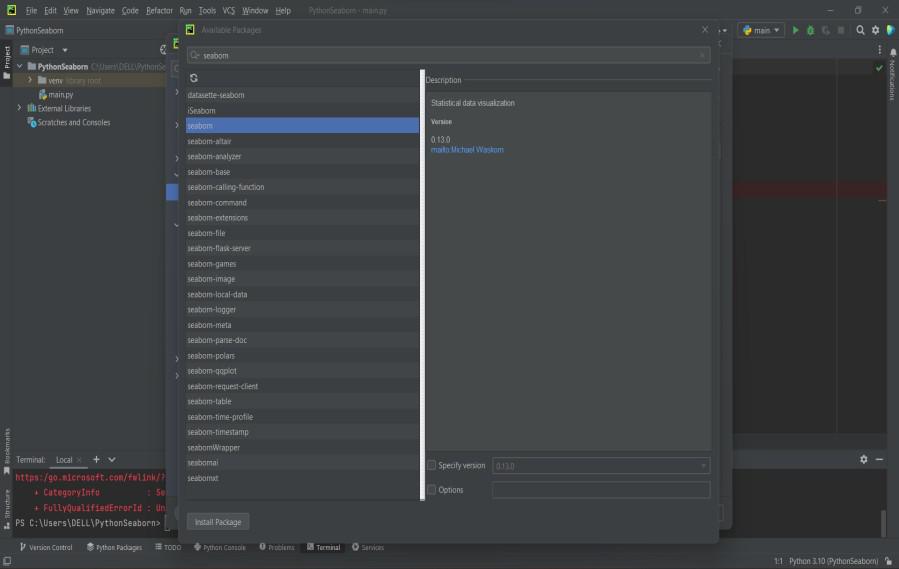 File Edit View Navigate Code Refactor Run Tools VCS Window Help PythonSeaborn - main.py
PythonSeaborn
main
Available Packages
Project
Project
PythonSeaborn C:\Users\DELL\PythonSe
venv library root
main.py
External Libraries
Scratches and Consoles
seaborn
datasette-seaborn
iSeaborn
seaborn
seaborn-altair
seaborn-analyzer
seaborn-base
seaborn-calling-function
seaborn-command
seaborn-extensions
seaborn-file
seaborn-flask-server
seaborn-games
seaborn-image
seaborn-local-data
seaborn-logger
seaborn-meta
seaborn-parse-doc
seaborn-polars
seaborn-qqplot
seaborn-request-client
seaborn-table
seaborn-time-profile
seaborn-timestamp
seabornWrapper
seabornai
seabornxt
Description
Statistical data visualization
Version
0.13.0
mailto:Michael Waskom
Specify version 0.13.0
Options
Install Package
Notifications
Bookmarks
Structure
Terminal: Local
https:/go.microsoft.com/fwlink/?
+ CategoryInfo : Se
+ FullyQualifiedErrorId : Un
PS C:\Users\DELL\PythonSeaborn>
Version Control Python Packages TODO Python Console Problems Terminal Services
1:1 Python 3.10 (PythonSeaborn)